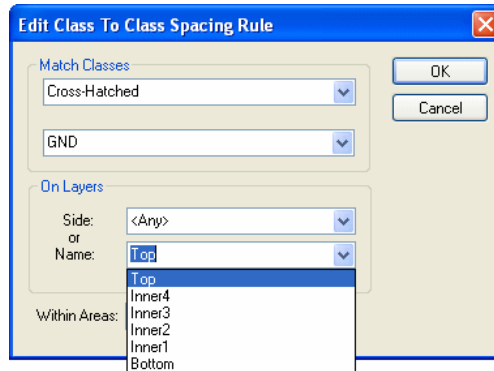 Edit Class To Class Spacing Rule
Match Classes
Cross-Hatched
GND
OK
Cancel
On Layers
Side:
<Any>
or
Name:
Top
Top
Inner4
Inner3
Inner2
Inner1
Bottom
Within Areas: